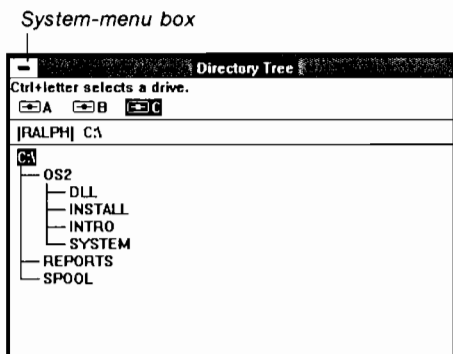 System-menu box
Directory Tree
Ctrl+letter selects a drive.
A B C
|RALPH| C:\
C:\
OS2
DLL
INSTALL
INTRO
SYSTEM
REPORTS
SPOOL